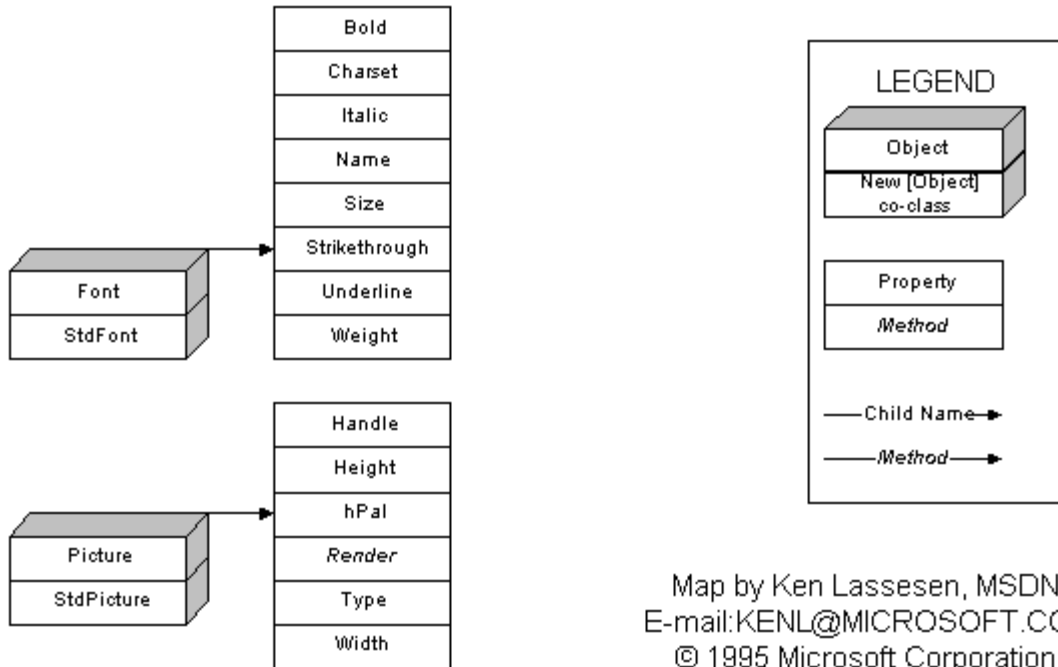 Bold
Charset
Italic
Name
Size
Strikethrough
Underline
Weight
Font
StdFont
Handle
Height
hPal
Render
Type
Width
Picture
StdPicture
LEGEND
Object
New [Object]
co-class
Property
Method
Child Name
Method
Map by Ken Lassesen, MSDN
E-mail:KENL@MICROSOFT.CO
© 1995 Microsoft Corporation